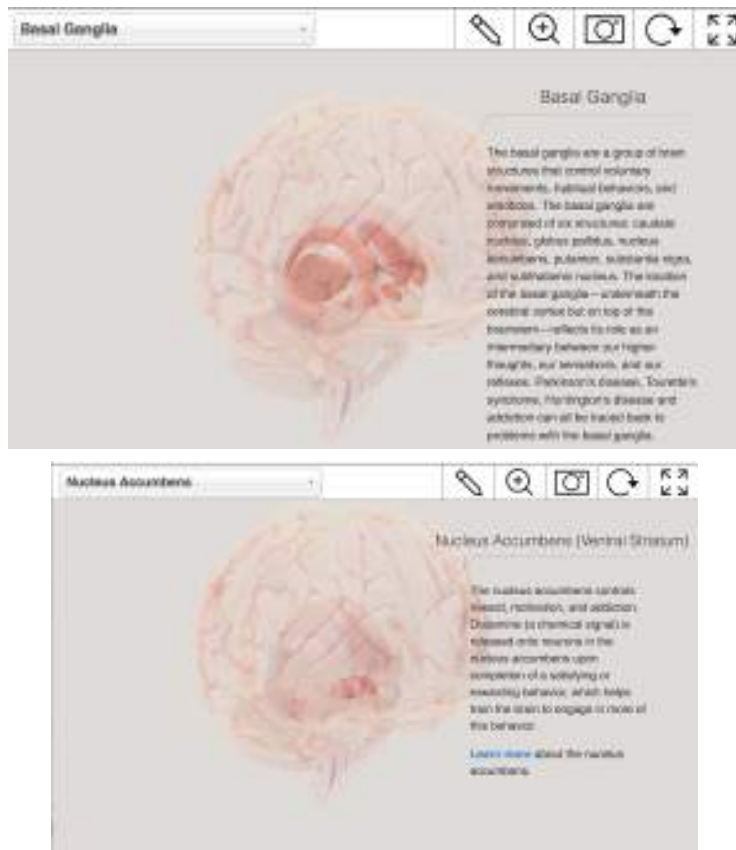 Basal Ganglia
Basal Ganglia
The basal ganglia are a group of brain
structures that control voluntary
movements, habitual behaviors, and
emotions. The basal ganglia are
comprised of six structures: caudate
nucleus, globus pallidus, nucleus
accumbens, putamen, substantia nigra,
and subthalamic nucleus. The location
of the basal ganglia—underneath the
cerebral cortex but on top of the
brainstem—reflects its role as an
intermediary between our higher
thoughts, our sensations, and our
reflexes. Parkinson's disease, Tourette's
syndrome, Huntington's disease and
addiction can all be traced back to
problems with the basal ganglia.
Nucleus Accumbens
Nucleus Accumbens (Ventral Striatum)
The nucleus accumbens controls
reward, motivation, and addiction.
Dopamine (a chemical signal) is
released onto neurons in the
nucleus accumbens upon
completion of a satisfying or
rewarding behavior, which helps
train the brain to engage in more of
this behavior.
Learn more about the nucleus
accumbens.